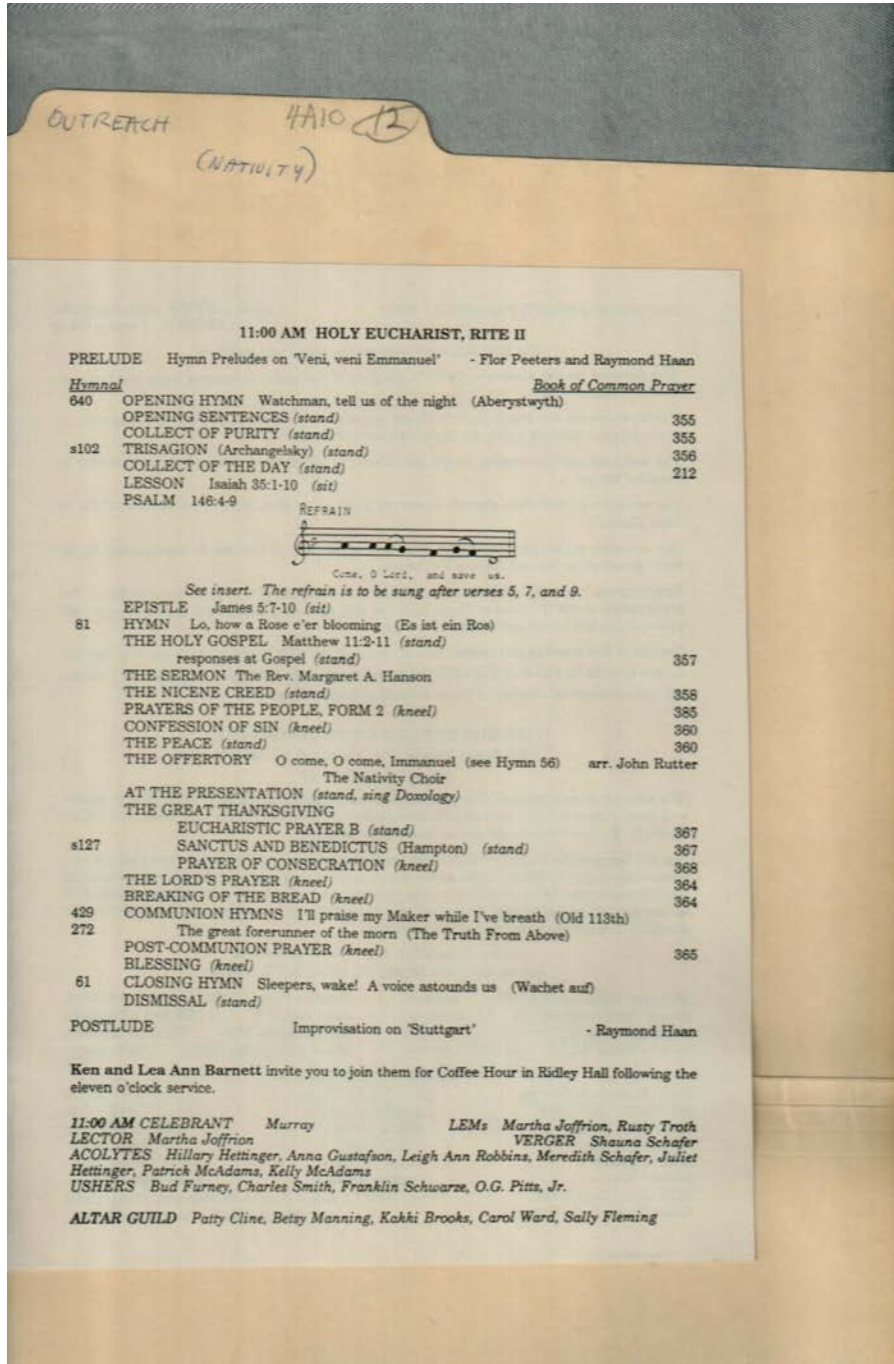 OUTREACH 4A10 12
(NATIVITY)
11:00 AM HOLY EUCHARIST, RITE II
PRELUDE Hymn Preludes on "Veni, veni Emmanuel" - Flor Peeters and Raymond Haan
Hymnal Book of Common Prayer
640 OPENING HYMN Watchman, tell us of the night (Aberystwyth)
OPENING SENTENCES (stand) 355
COLLECT OF PURITY (stand) 355
s102 TRISAGION (Archangelsky) (stand) 356
COLLECT OF THE DAY (stand) 212
LESSON Isaiah 35:1-10 (sit)
PSALM 146:4-9
REFRAIN
Come, O Lord, and save us.
See insert. The refrain is to be sung after verses 5, 7, and 9.
EPISTLE James 5:7-10 (sit)
81 HYMN Lo, how a Rose e'er blooming (Es ist ein Ros)
THE HOLY GOSPEL Matthew 11:2-11 (stand)
responses at Gospel (stand) 357
THE SERMON The Rev. Margaret A. Hanson
THE NICENE CREED (stand) 358
PRAYERS OF THE PEOPLE, FORM 2 (kneel) 385
CONFESSION OF SIN (kneel) 360
THE PEACE (stand) 360
THE OFFERTORY O come, O come, Immanuel (see Hymn 56) arr. John Rutter
The Nativity Choir
AT THE PRESENTATION (stand, sing Doxology)
THE GREAT THANKSGIVING
EUCHARISTIC PRAYER B (stand) 367
s127 SANCTUS AND BENEDICTUS (Hampton) (stand) 367
PRAYER OF CONSECRATION (kneel) 368
THE LORD'S PRAYER (kneel) 364
BREAKING OF THE BREAD (kneel) 364
429 COMMUNION HYMNS I'll praise my Maker while I've breath (Old 113th)
272 The great forerunner of the morn (The Truth From Above)
POST-COMMUNION PRAYER (kneel) 365
BLESSING (kneel)
61 CLOSING HYMN Sleepers, wake! A voice astounds us (Wachet auf)
DISMISSAL (stand)
POSTLUDE Improvisation on "Stuttgart" - Raymond Haan
Ken and Lea Ann Barnett invite you to join them for Coffee Hour in Ridley Hall following the
eleven o'clock service.
11:00 AM CELEBRANT Murray LEMs Martha Joffrion, Rusty Troth
LECTOR Martha Joffrion VERGER Shauna Schafer
ACOLYTES Hillary Hettinger, Anna Gustafson, Leigh Ann Robbins, Meredith Schafer, Juliet
Hettinger, Patrick McAdams, Kelly McAdams
USHERS Bud Furney, Charles Smith, Franklin Schwarze, O.G. Pitts, Jr.
ALTAR GUILD Patty Cline, Betsy Manning, Kakki Brooks, Carol Ward, Sally Fleming